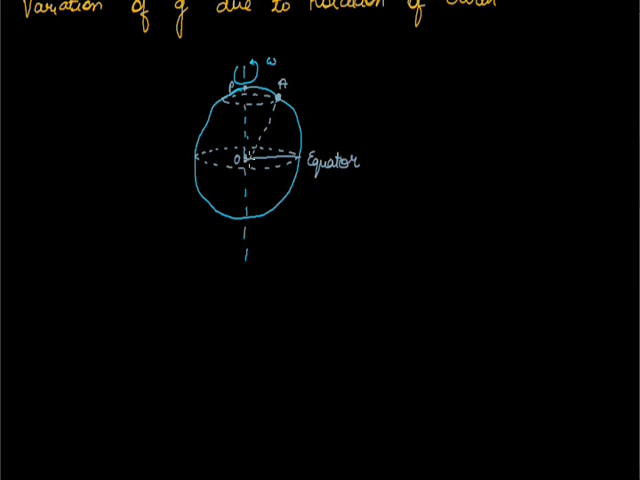 Variation of g due to Rotation of Earth
ω
P
A
O
Equator